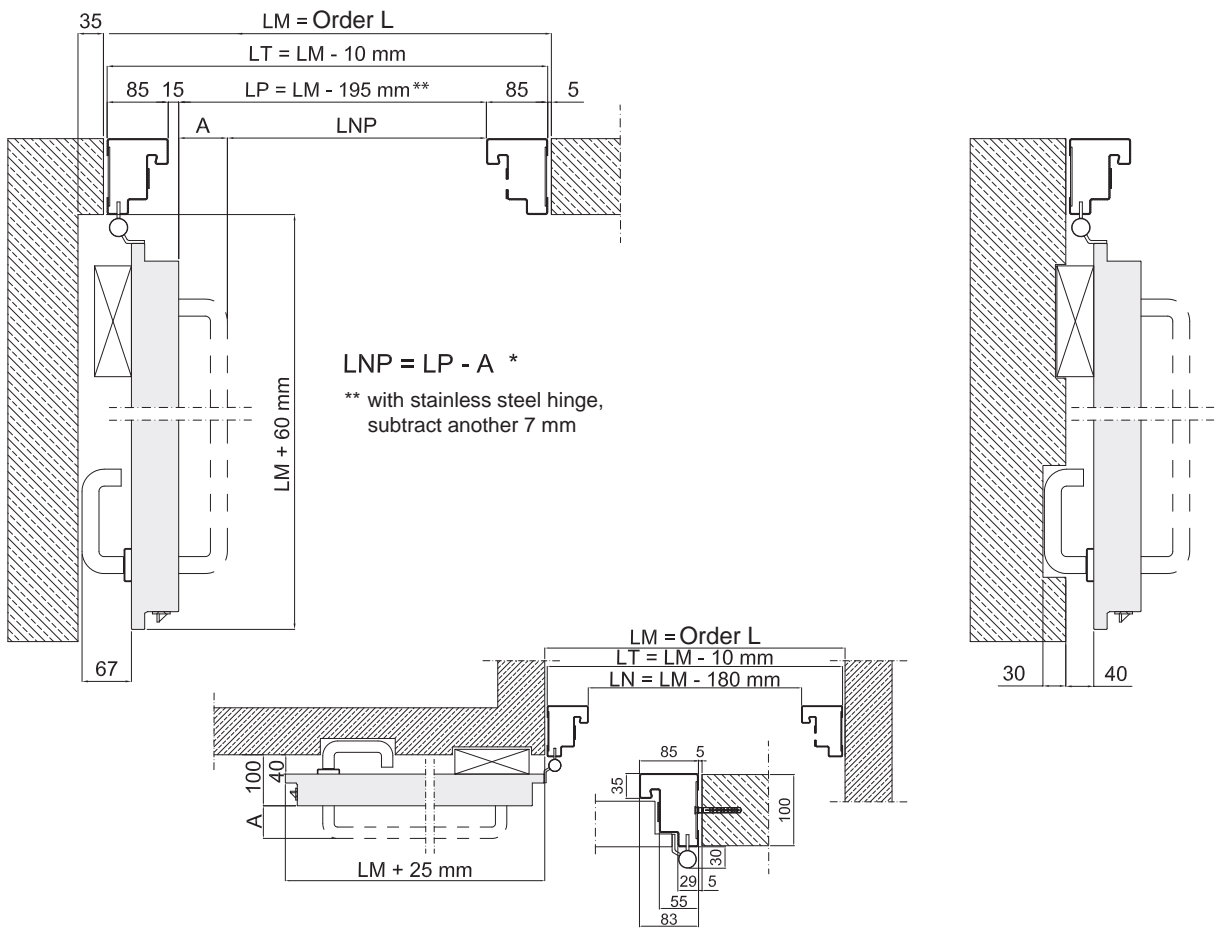 35
LM = Order L
LT = LM - 10 mm
85 15 LP = LM - 195 mm** 85 5
A LNP
LNP = LP - A *
** with stainless steel hinge,
subtract another 7 mm
LM + 60 mm
67
30 40
LM = Order L
LT = LM - 10 mm
LN = LM - 180 mm
100 40
A
LM + 25 mm
85 5
35
100
30
29 5
55
83